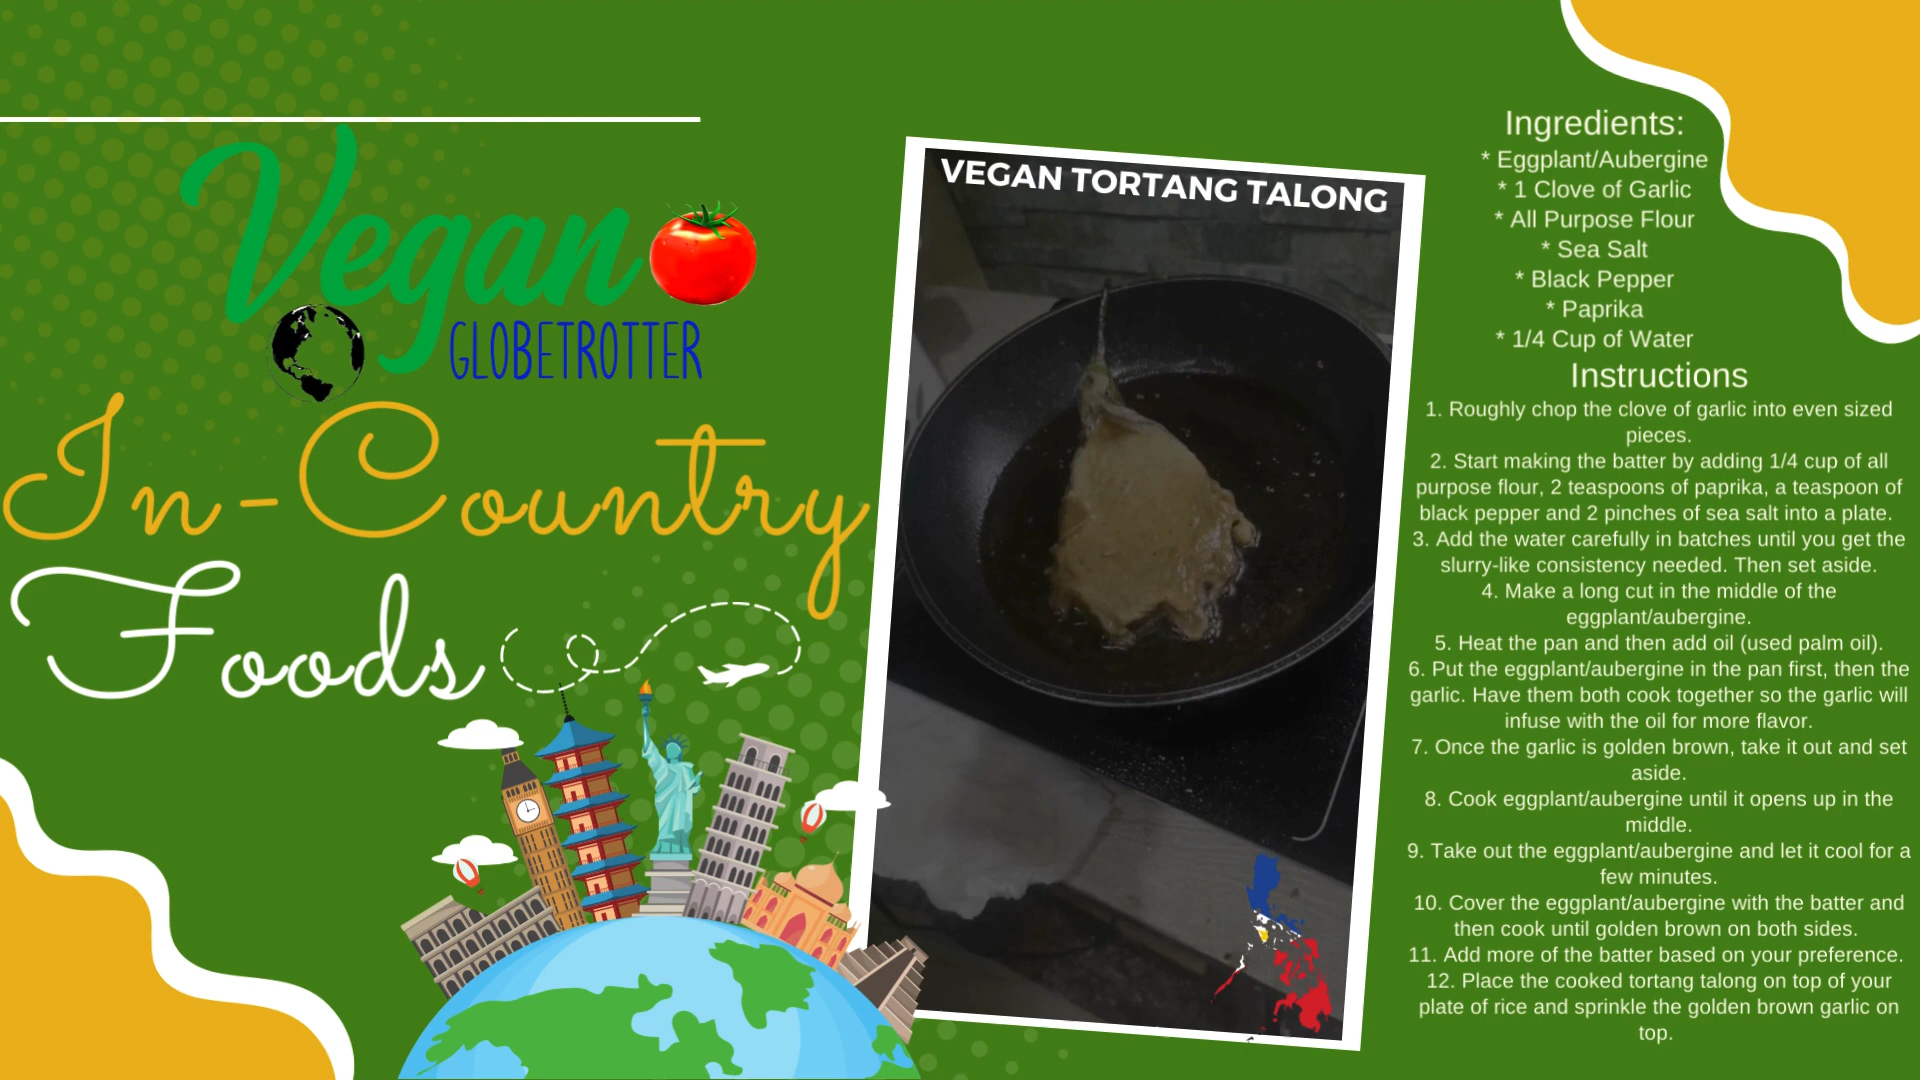 Vegan
GLOBETROTTER
In-Country
Foods
VEGAN TORTANG TALONG
Ingredients:
* Eggplant/Aubergine
* 1 Clove of Garlic
* All Purpose Flour
* Sea Salt
* Black Pepper
* Paprika
* 1/4 Cup of Water
Instructions
1. Roughly chop the clove of garlic into even sized
pieces.
2. Start making the batter by adding 1/4 cup of all
purpose flour, 2 teaspoons of paprika, a teaspoon of
black pepper and 2 pinches of sea salt into a plate.
3. Add the water carefully in batches until you get the
slurry-like consistency needed. Then set aside.
4. Make a long cut in the middle of the
eggplant/aubergine.
5. Heat the pan and then add oil (used palm oil).
6. Put the eggplant/aubergine in the pan first, then the
garlic. Have them both cook together so the garlic will
infuse with the oil for more flavor.
7. Once the garlic is golden brown, take it out and set
aside.
8. Cook eggplant/aubergine until it opens up in the
middle.
9. Take out the eggplant/aubergine and let it cool for a
few minutes.
10. Cover the eggplant/aubergine with the batter and
then cook until golden brown on both sides.
11. Add more of the batter based on your preference.
12. Place the cooked tortang talong on top of your
plate of rice and sprinkle the golden brown garlic on
top.